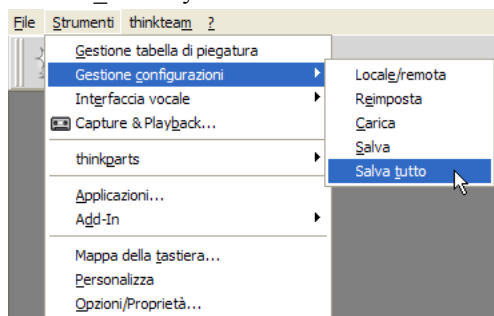 File Strumenti thinkteam ?
Gestione tabella di piegatura
Gestione configurazioni
Interfaccia vocale
Capture & Playback...
thinkparts
Applicazioni...
Add-In
Mappa della tastiera...
Personalizza
Opzioni/Proprietà...
Locale/remota
Reimposta
Carica
Salva
Salva tutto